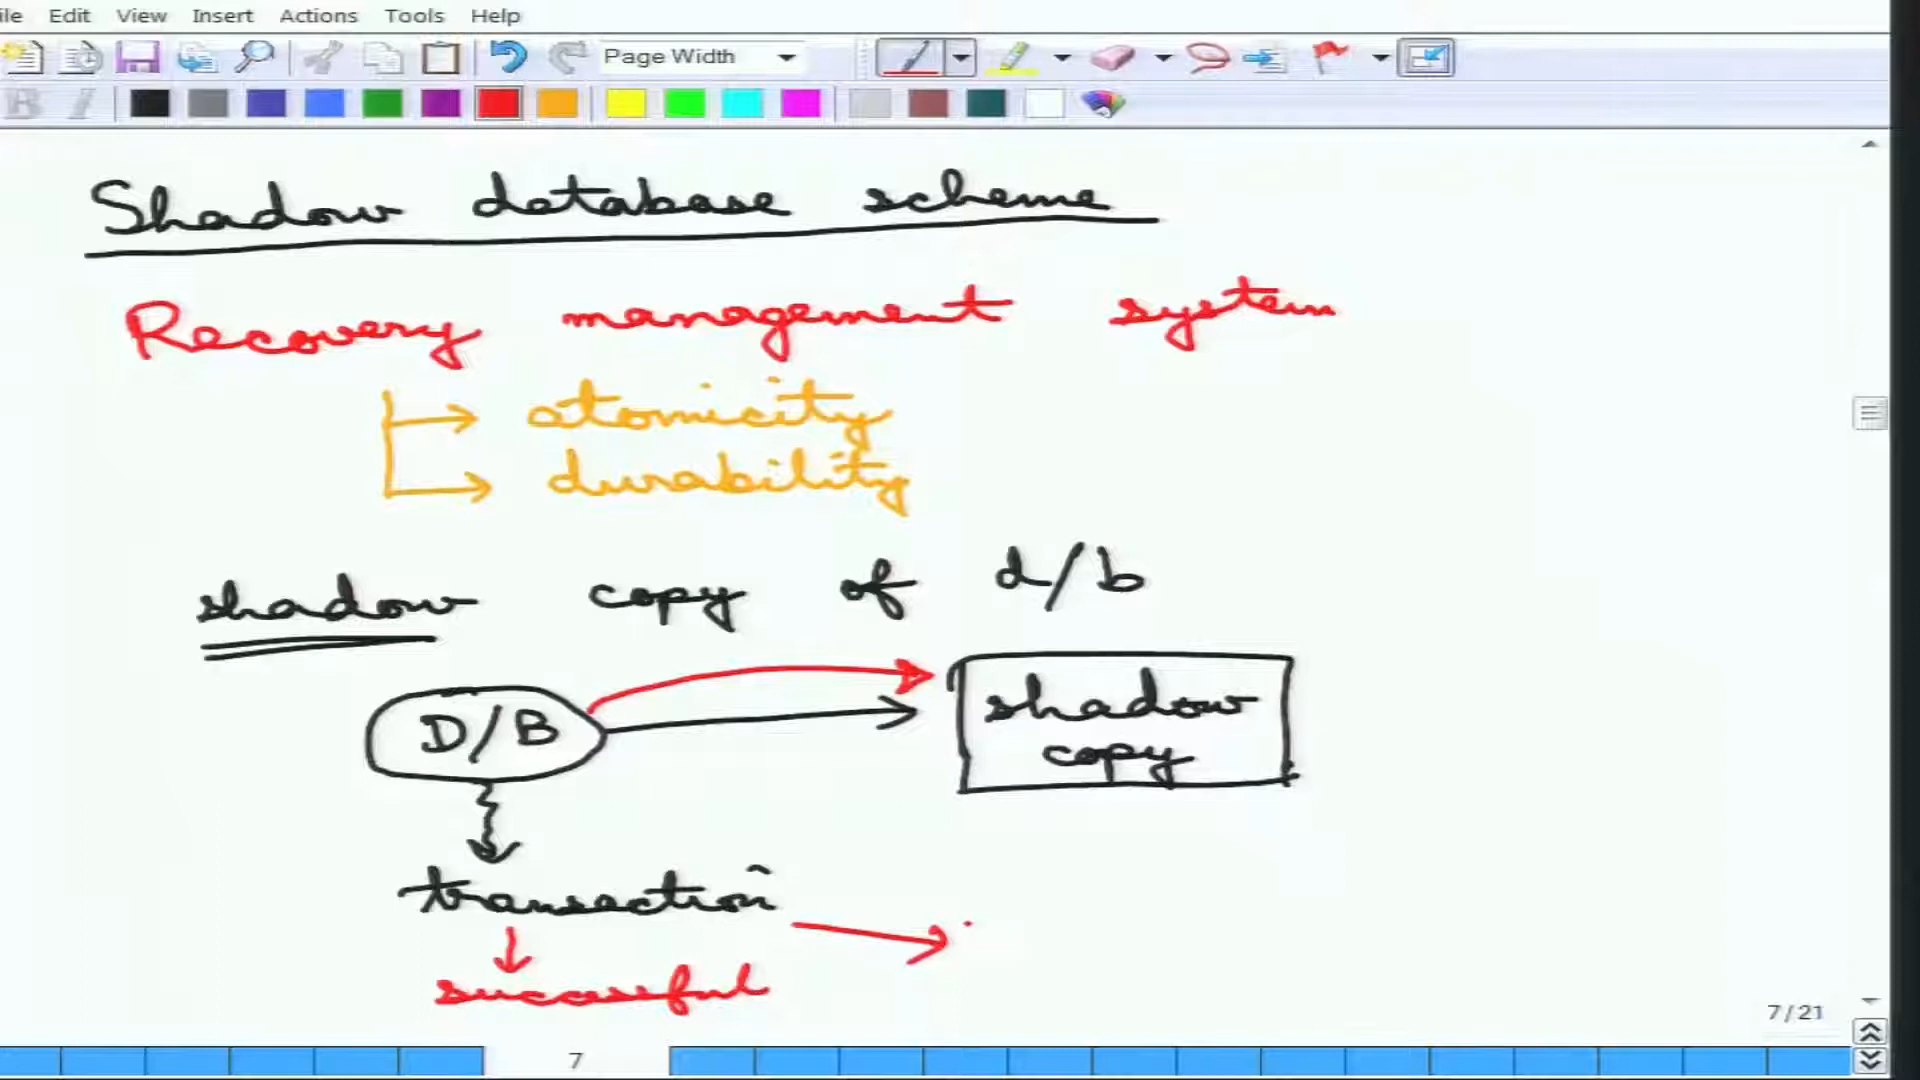 ile Edit View Insert Actions Tools Help
Page Width
B I
Shadow database scheme
Recovery management system
atomicity
durability
shadow copy of d/b
D/B
shadow
copy
transaction
successful
7/21
7